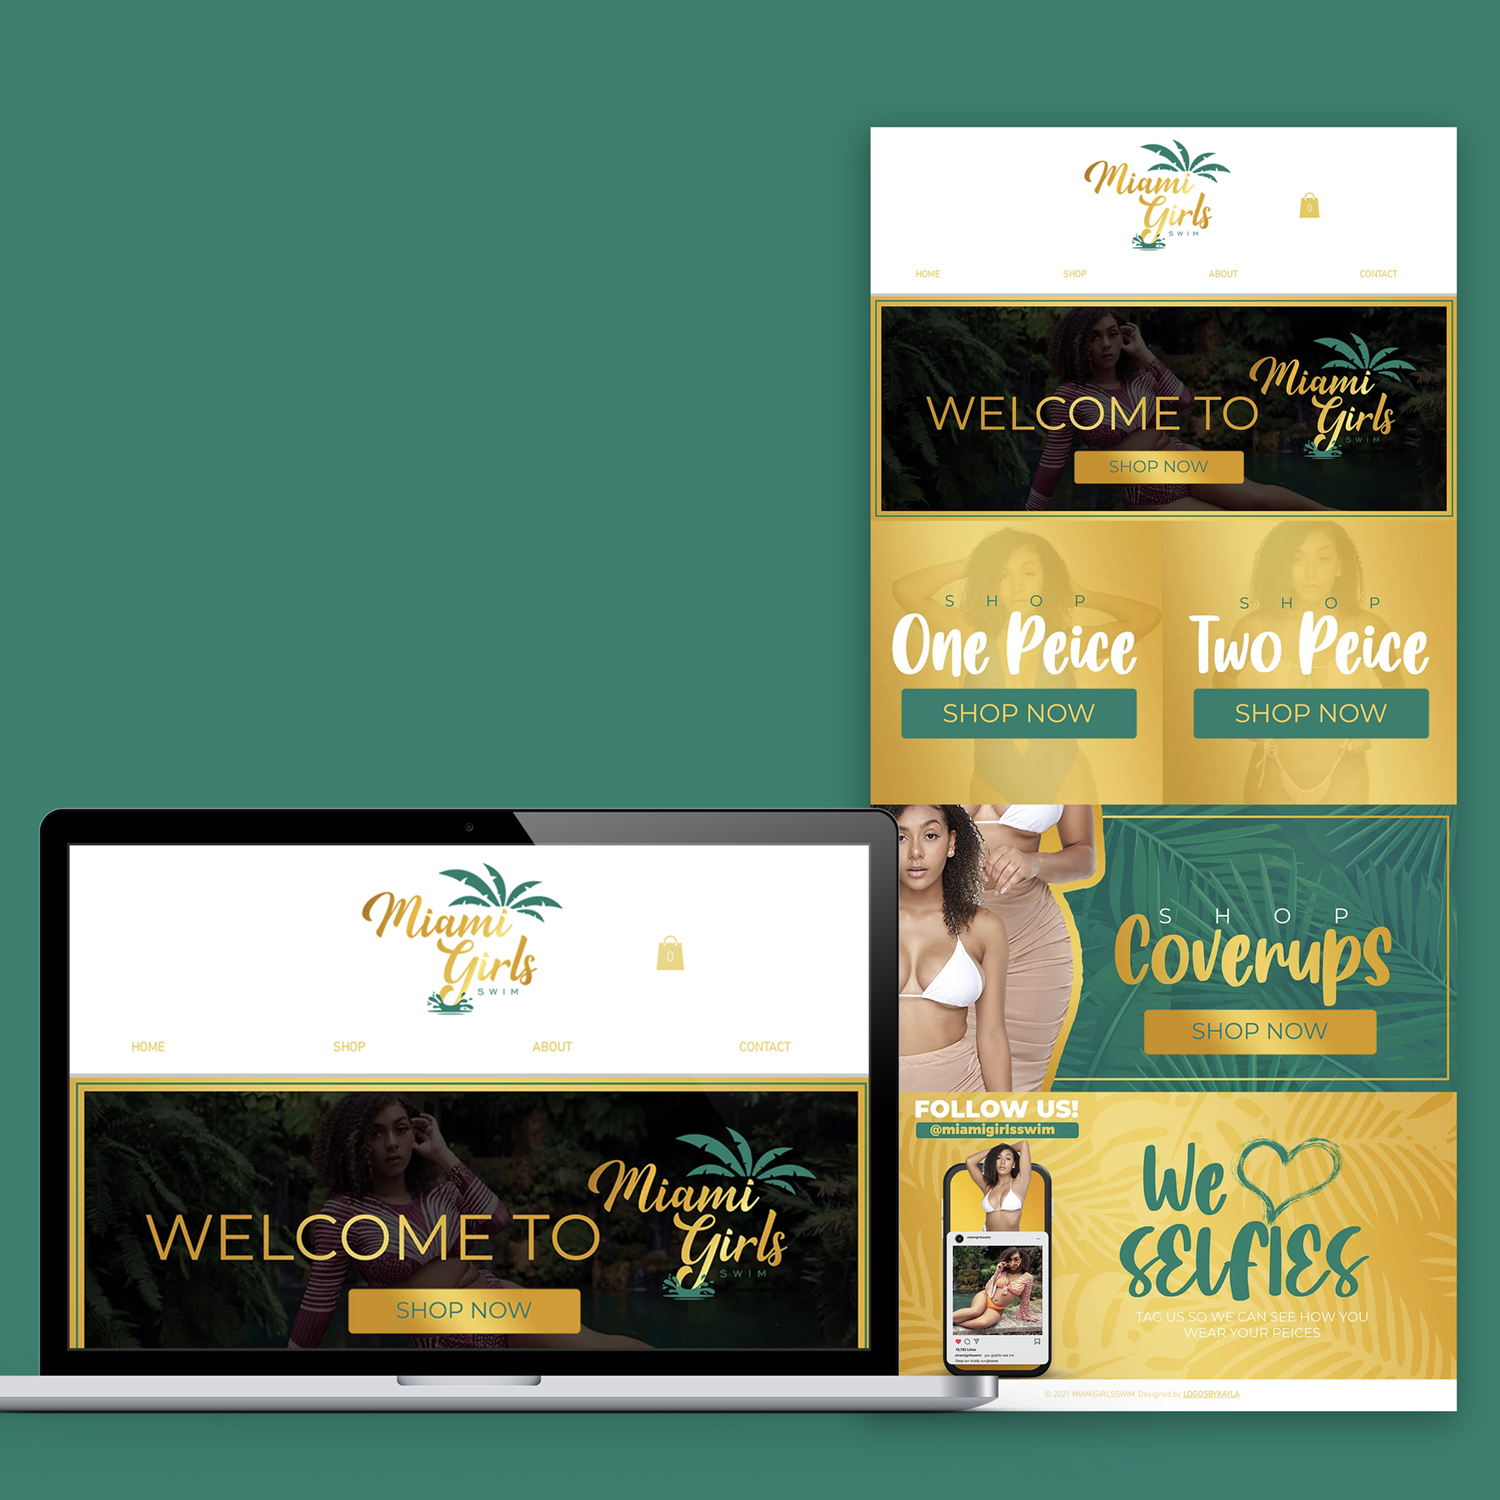 Miami
Girls
SWIM
0
HOME SHOP ABOUT CONTACT
WELCOME TO
Miami
Girls
SWIM
SHOP NOW
SHOP
One Peice
SHOP NOW
SHOP
Two Peice
SHOP NOW
SHOP
Coverups
SHOP NOW
FOLLOW US!
@miamigirlsswim
miamigirlsswim
We
SELFIES
TAG US SO WE CAN SEE HOW YOU
WEAR YOUR PEICES
© 2021 MIAMIGIRLSSWIM. Designed by LOGOSBYKAYLA
Miami
Girls
SWIM
0
HOME SHOP ABOUT CONTACT
WELCOME TO
Miami
Girls
SWIM
SHOP NOW